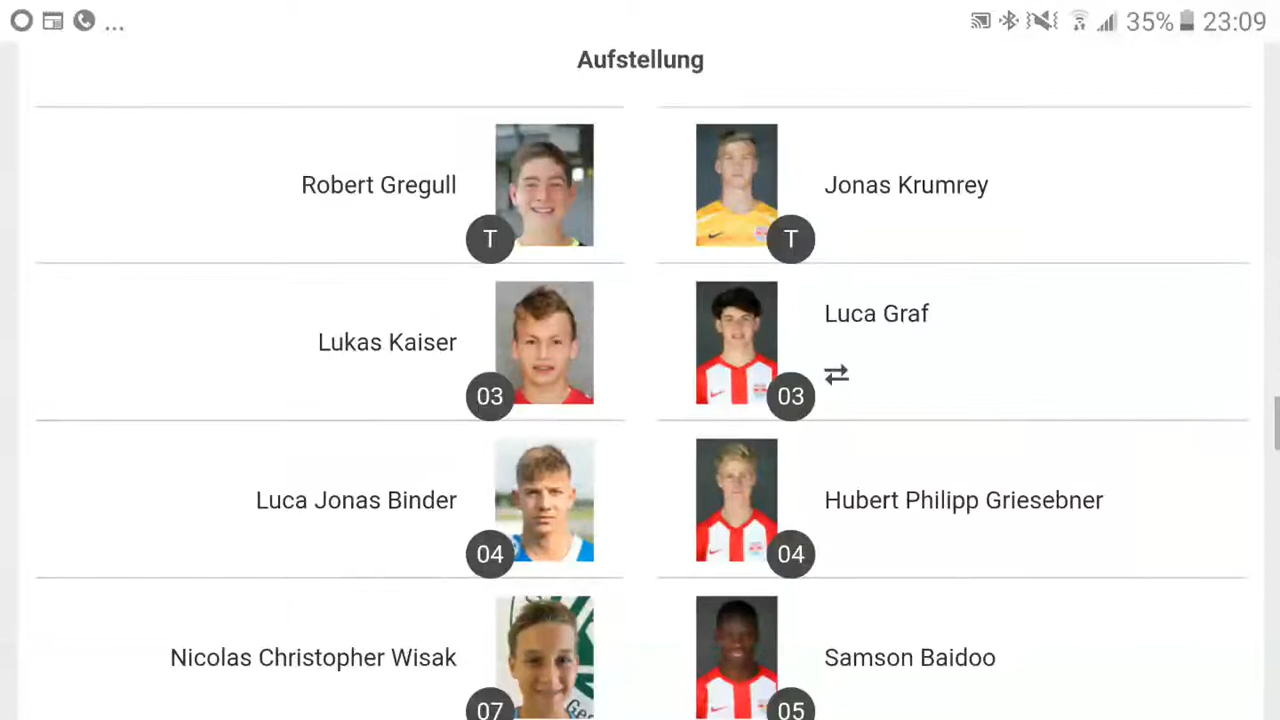 ... 35% 23:09
Aufstellung
Robert Gregull T
Jonas Krumrey T
Lukas Kaiser 03
Luca Graf 03
Luca Jonas Binder 04
Hubert Philipp Griesebner 04
Nicolas Christopher Wisak 07
Samson Baidoo 05